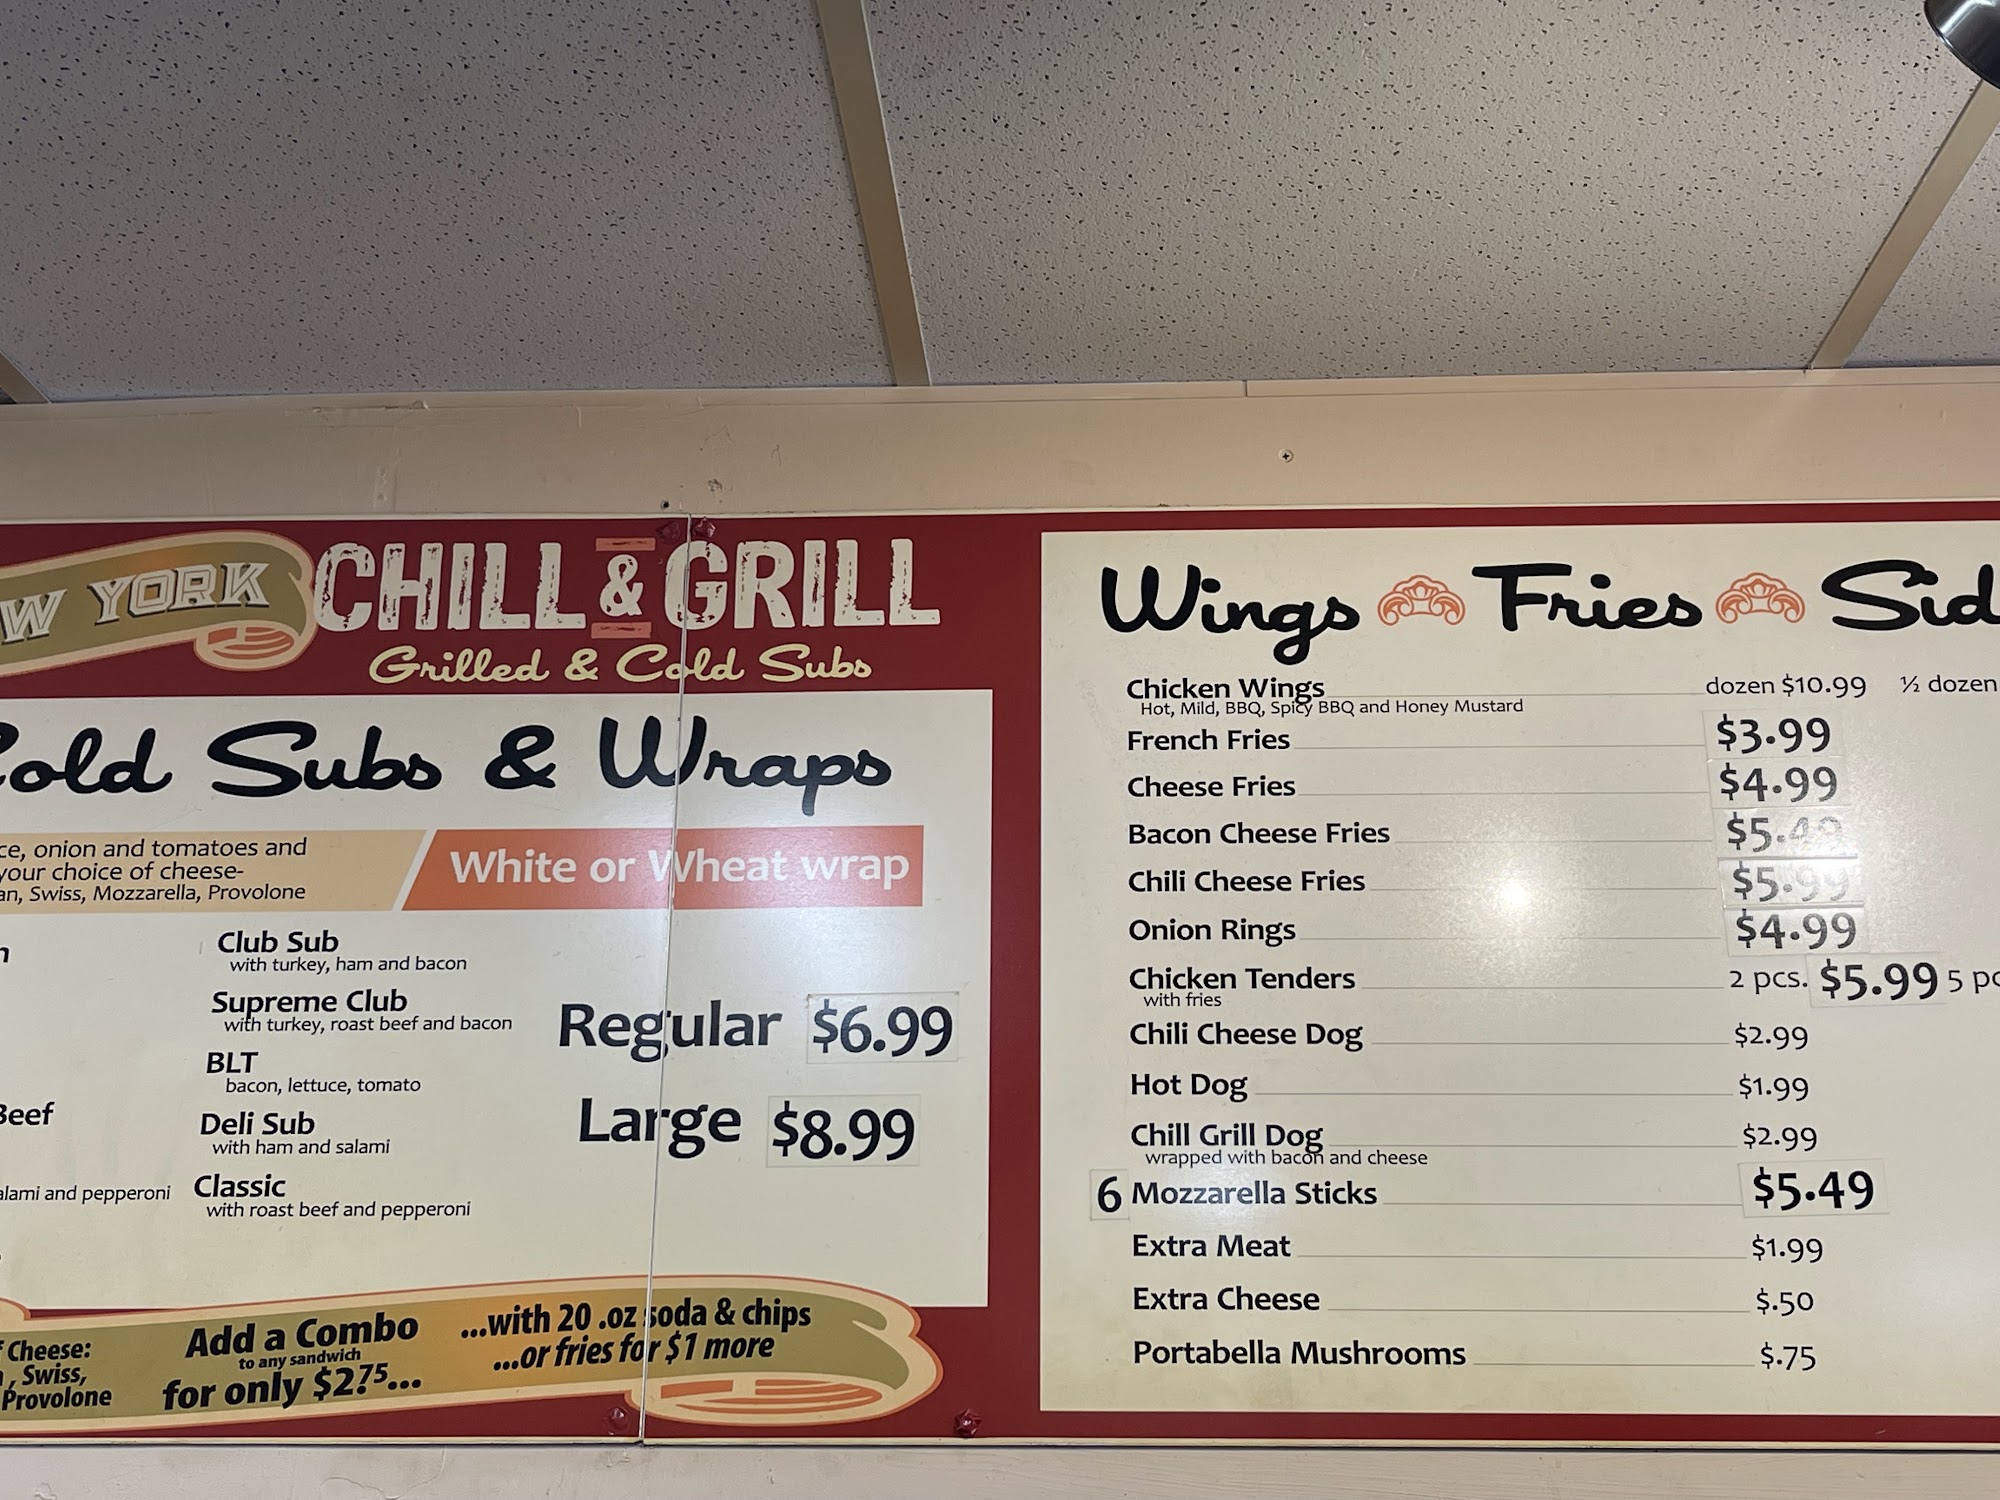 YORK
CHILL & GRILL
Grilled & Cold Subs
Cold Subs & Wraps
onion and tomatoes and
your choice of cheese-
Swiss, Mozzarella, Provolone
White or Wheat wrap
Club Sub
with turkey, ham and bacon
Supreme Club
with turkey, roast beef and bacon
BLT
bacon, lettuce, tomato
Beef
Deli Sub
with ham and salami
and pepperoni
Classic
with roast beef and pepperoni
Regular $6.99
Large $8.99
Cheese:
Swiss,
Provolone
Add a Combo
to any sandwich
for only $2.75...
...with 20 .oz soda & chips
...or fries for $1 more
Wings Fries
Chicken Wings dozen $10.99 ½ dozen
Hot, Mild, BBQ, Spicy BBQ and Honey Mustard
French Fries $3.99
Cheese Fries $4.99
Bacon Cheese Fries $5.49
Chili Cheese Fries $5.99
Onion Rings $4.99
Chicken Tenders 2 pcs. $5.99 5
with fries
Chili Cheese Dog $2.99
Hot Dog $1.99
Chill Grill Dog $2.99
wrapped with bacon and cheese
6 Mozzarella Sticks $5.49
Extra Meat $1.99
Extra Cheese $.50
Portabella Mushrooms $.75